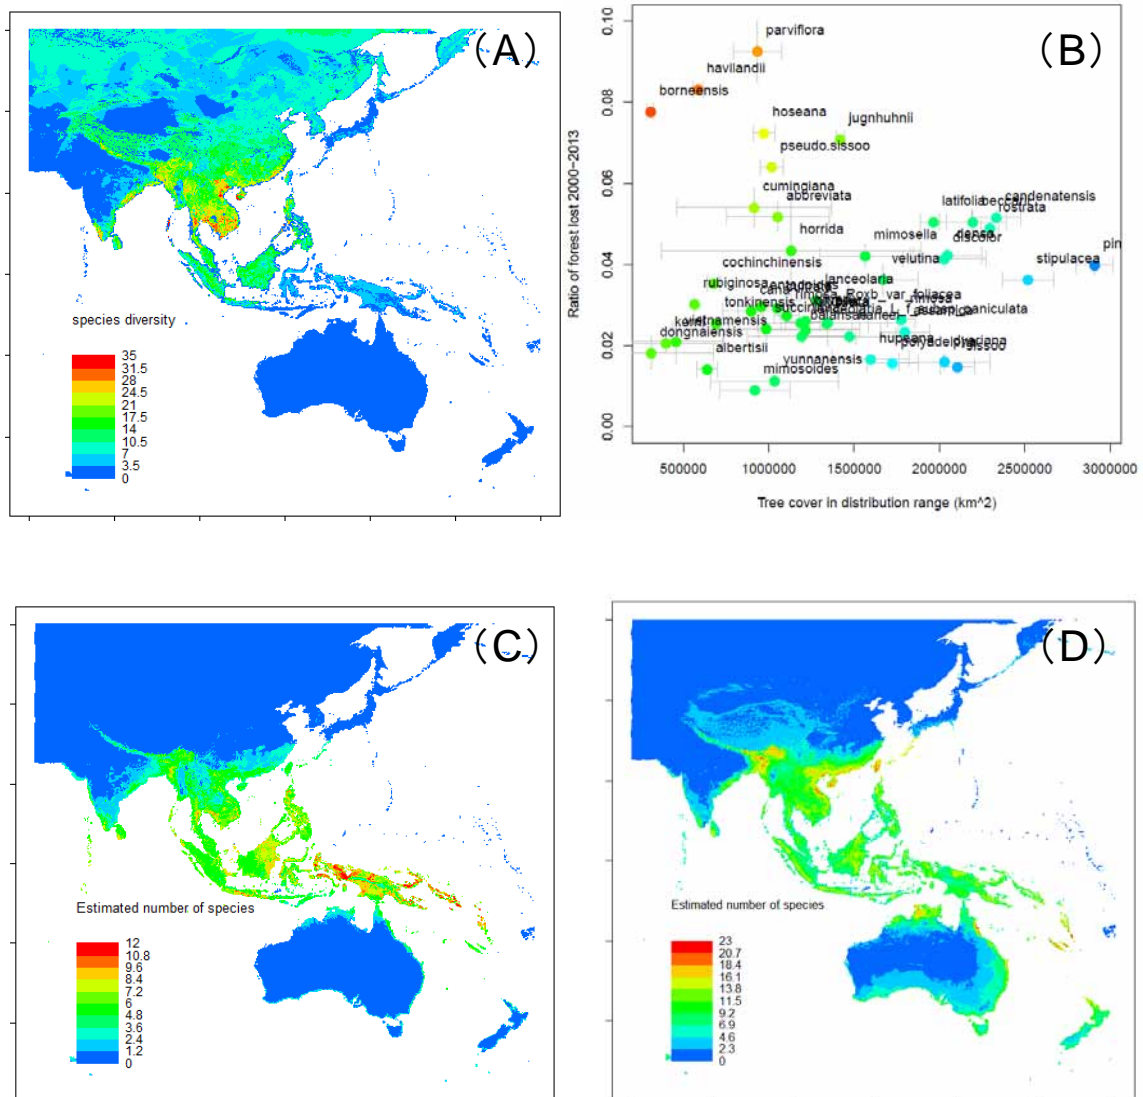 (A)
species diversity
35
31.5
28
24.5
21
17.5
14
10.5
7
3.5
0
(B)
Ratio of forest lost 2000−2013
0.10
0.08
0.06
0.04
0.02
0.00
parviflora
havilandii
borneensis
hoseana
jugnhuhnii
pseudo.sissoo
cumingiana
abbreviata
candenatensis
latifolia
beccarii
rostrata
horrida
mimosella
densa
discolor
pin
cochinchinensis
velutina
stipulacea
rubiginosa
lanceolaria
rimosa_Roxb_var_foliacea
rimosa
tonkinensis
paniculata
vietnamensis
balansae
dongnaiensis
hupeana
polyadelpha
albertisii
sissoo
yunnanensis
mimosoides
500000
1000000
1500000
2000000
2500000
3000000
Tree cover in distribution range (km^2)
(C)
Estimated number of species
12
10.8
9.6
8.4
7.2
6
4.8
3.6
2.4
1.2
0
(D)
Estimated number of species
23
20.7
18.4
16.1
13.8
11.5
9.2
6.9
4.6
2.3
0